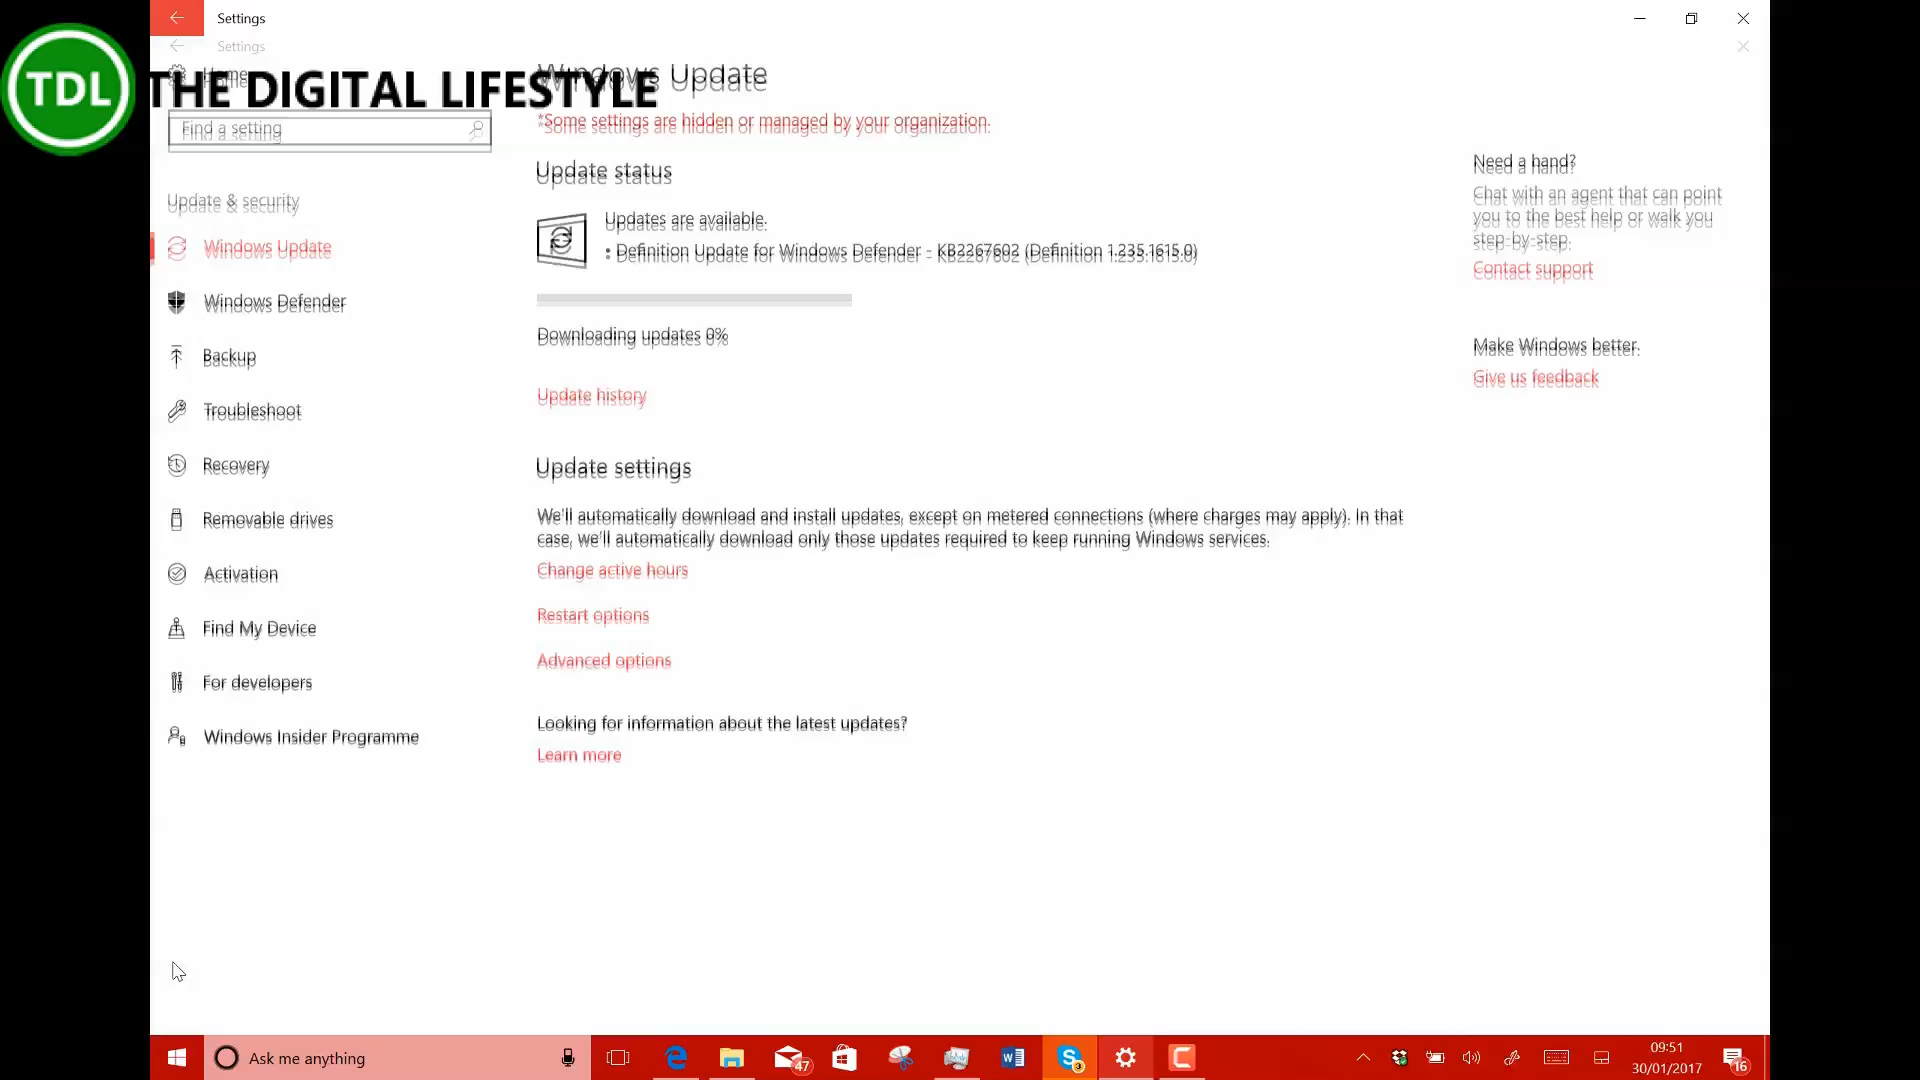 Settings
Settings
TDL
THE DIGITAL LIFESTYLE
Home
Find a setting
Update & security
Windows Update
Windows Defender
Backup
Troubleshoot
Recovery
Removable drives
Activation
Find My Device
For developers
Windows Insider Programme
Windows Update
*Some settings are hidden or managed by your organization.
Update status
Updates are available.
• Definition Update for Windows Defender - KB2267602 (Definition 1.235.1615.0)
Downloading updates 0%
Update history
Update settings
We'll automatically download and install updates, except on metered connections (where charges may apply). In that
case, we'll automatically download only those updates required to keep running Windows services.
Change active hours
Restart options
Advanced options
Looking for information about the latest updates?
Learn more
Need a hand?
Chat with an agent that can point
you to the best help or walk you
step-by-step.
Contact support
Make Windows better.
Give us feedback
Ask me anything
47
3
09:51
30/01/2017
16